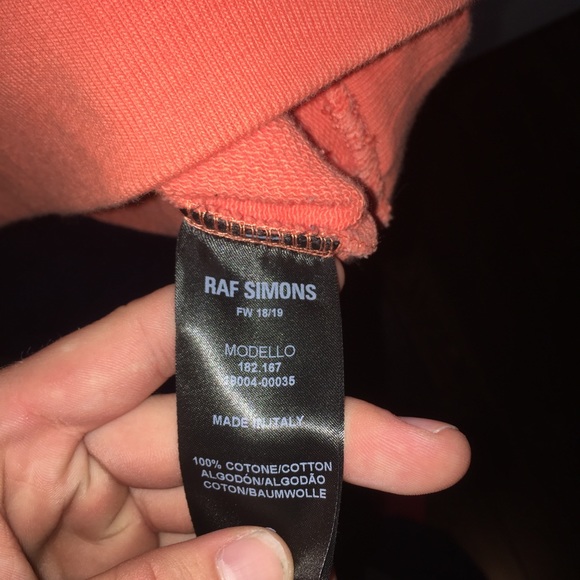 RAF SIMONS
FW 18/19
MODELLO
182.167
19004-00035
MADE IN ITALY
100% COTONE/COTTON
ALGODÓN/ALGODÃO
COTON/BAUMWOLLE